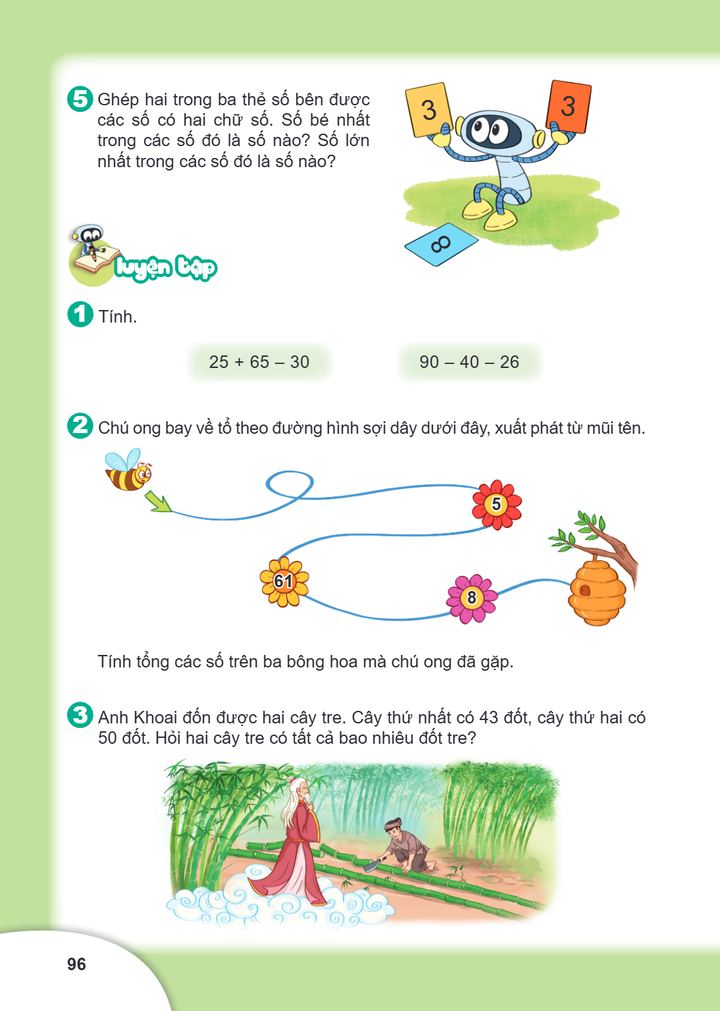 5 Ghép hai trong ba thẻ số bên được
các số có hai chữ số. Số bé nhất
trong các số đó là số nào? Số lớn
nhất trong các số đó là số nào?
3
3
8
luyện tập
1 Tính.
25 + 65 – 30
90 – 40 – 26
2 Chú ong bay về tổ theo đường hình sợi dây dưới đây, xuất phát từ mũi tên.
5
61
8
Tính tổng các số trên ba bông hoa mà chú ong đã gặp.
3 Anh Khoai đốn được hai cây tre. Cây thứ nhất có 43 đốt, cây thứ hai có
50 đốt. Hỏi hai cây tre có tất cả bao nhiêu đốt tre?
96